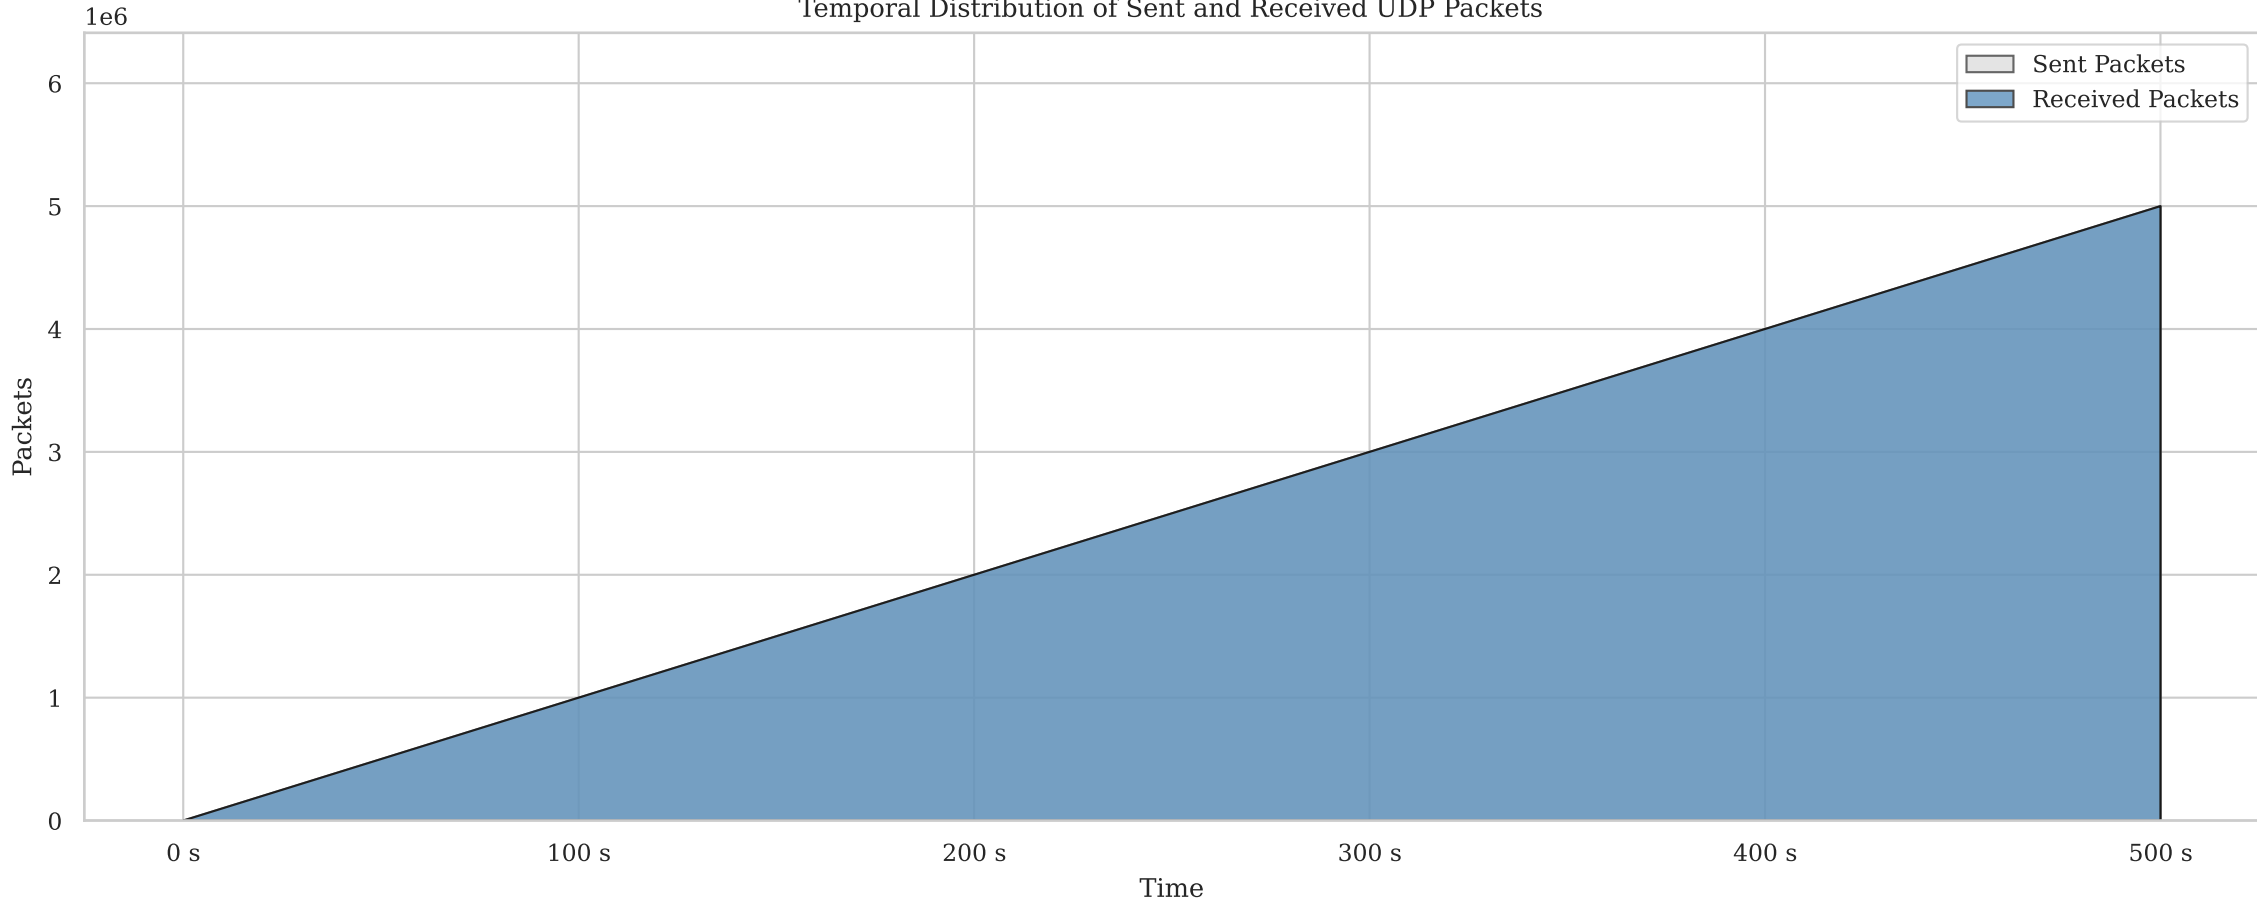 Temporal Distribution of Sent and Received UDP Packets
1e6
Sent Packets
Received Packets
6
5
4
3
2
1
0
Packets
0 s
100 s
200 s
300 s
400 s
500 s
Time